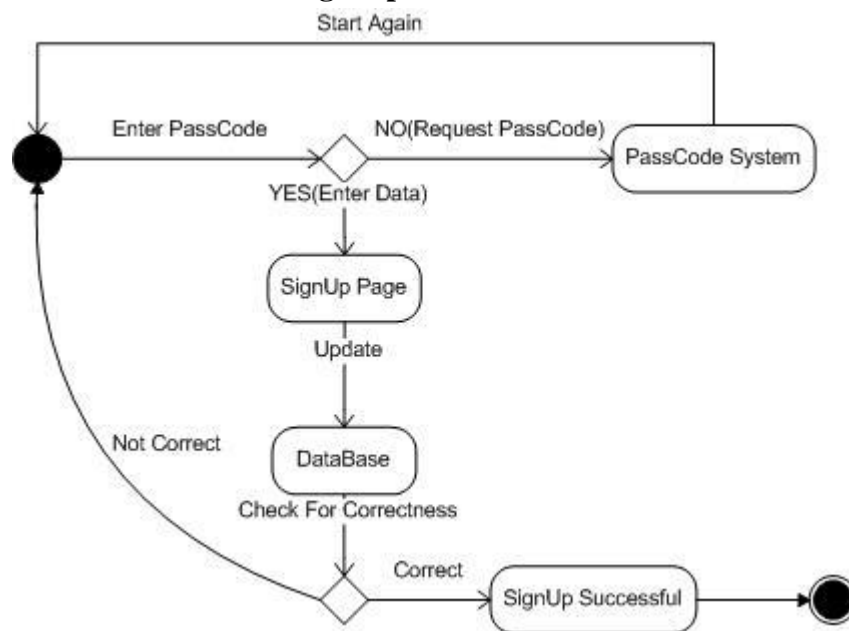 Start Again
Enter PassCode
NO(Request PassCode)
PassCode System
YES(Enter Data)
SignUp Page
Update
Not Correct
DataBase
Check For Correctness
Correct
SignUp Successful